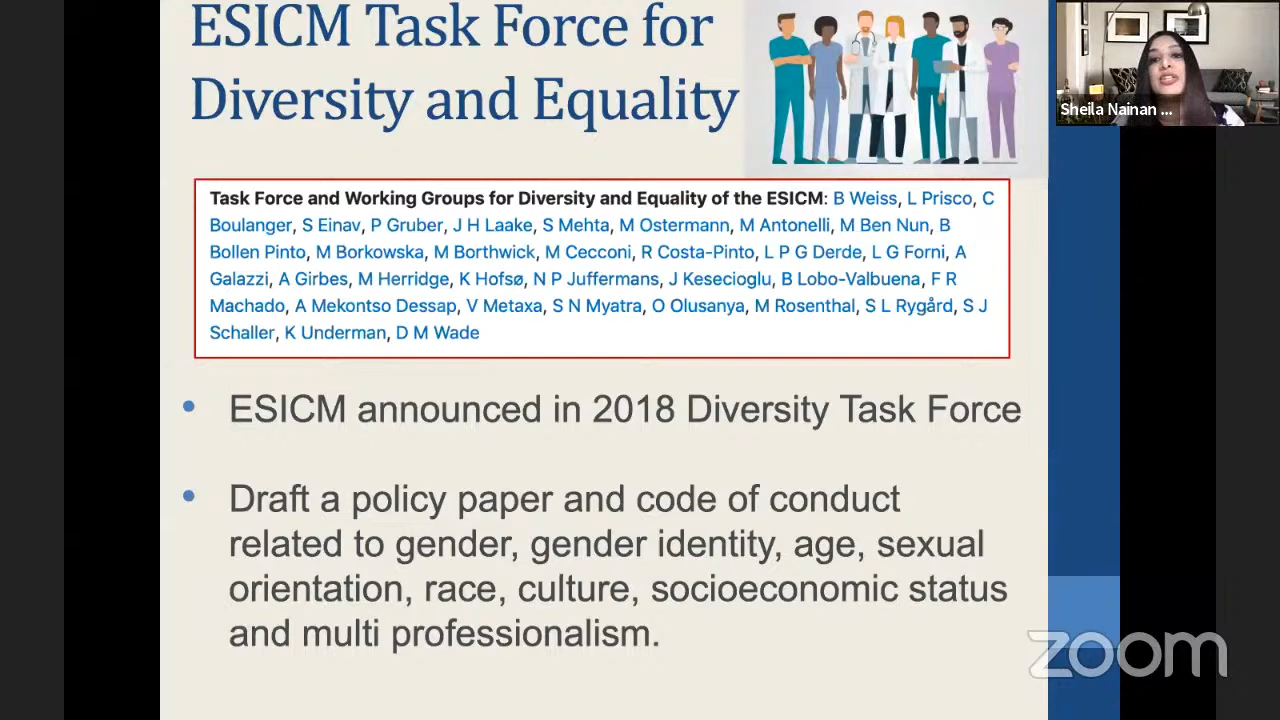 ESICM Task Force for
Diversity and Equality
Sheila Nainan ...
Task Force and Working Groups for Diversity and Equality of the ESICM: B Weiss, L Prisco, C
Boulanger, S Einav, P Gruber, J H Laake, S Mehta, M Ostermann, M Antonelli, M Ben Nun, B
Bollen Pinto, M Borkowska, M Borthwick, M Cecconi, R Costa-Pinto, L P G Derde, L G Forni, A
Galazzi, A Girbes, M Herridge, K Hofsø, N P Juffermans, J Kesecioglu, B Lobo-Valbuena, F R
Machado, A Mekontso Dessap, V Metaxa, S N Myatra, O Olusanya, M Rosenthal, S L Rygård, S J
Schaller, K Underman, D M Wade
• ESICM announced in 2018 Diversity Task Force
• Draft a policy paper and code of conduct
related to gender, gender identity, age, sexual
orientation, race, culture, socioeconomic status
and multi professionalism.
zoom